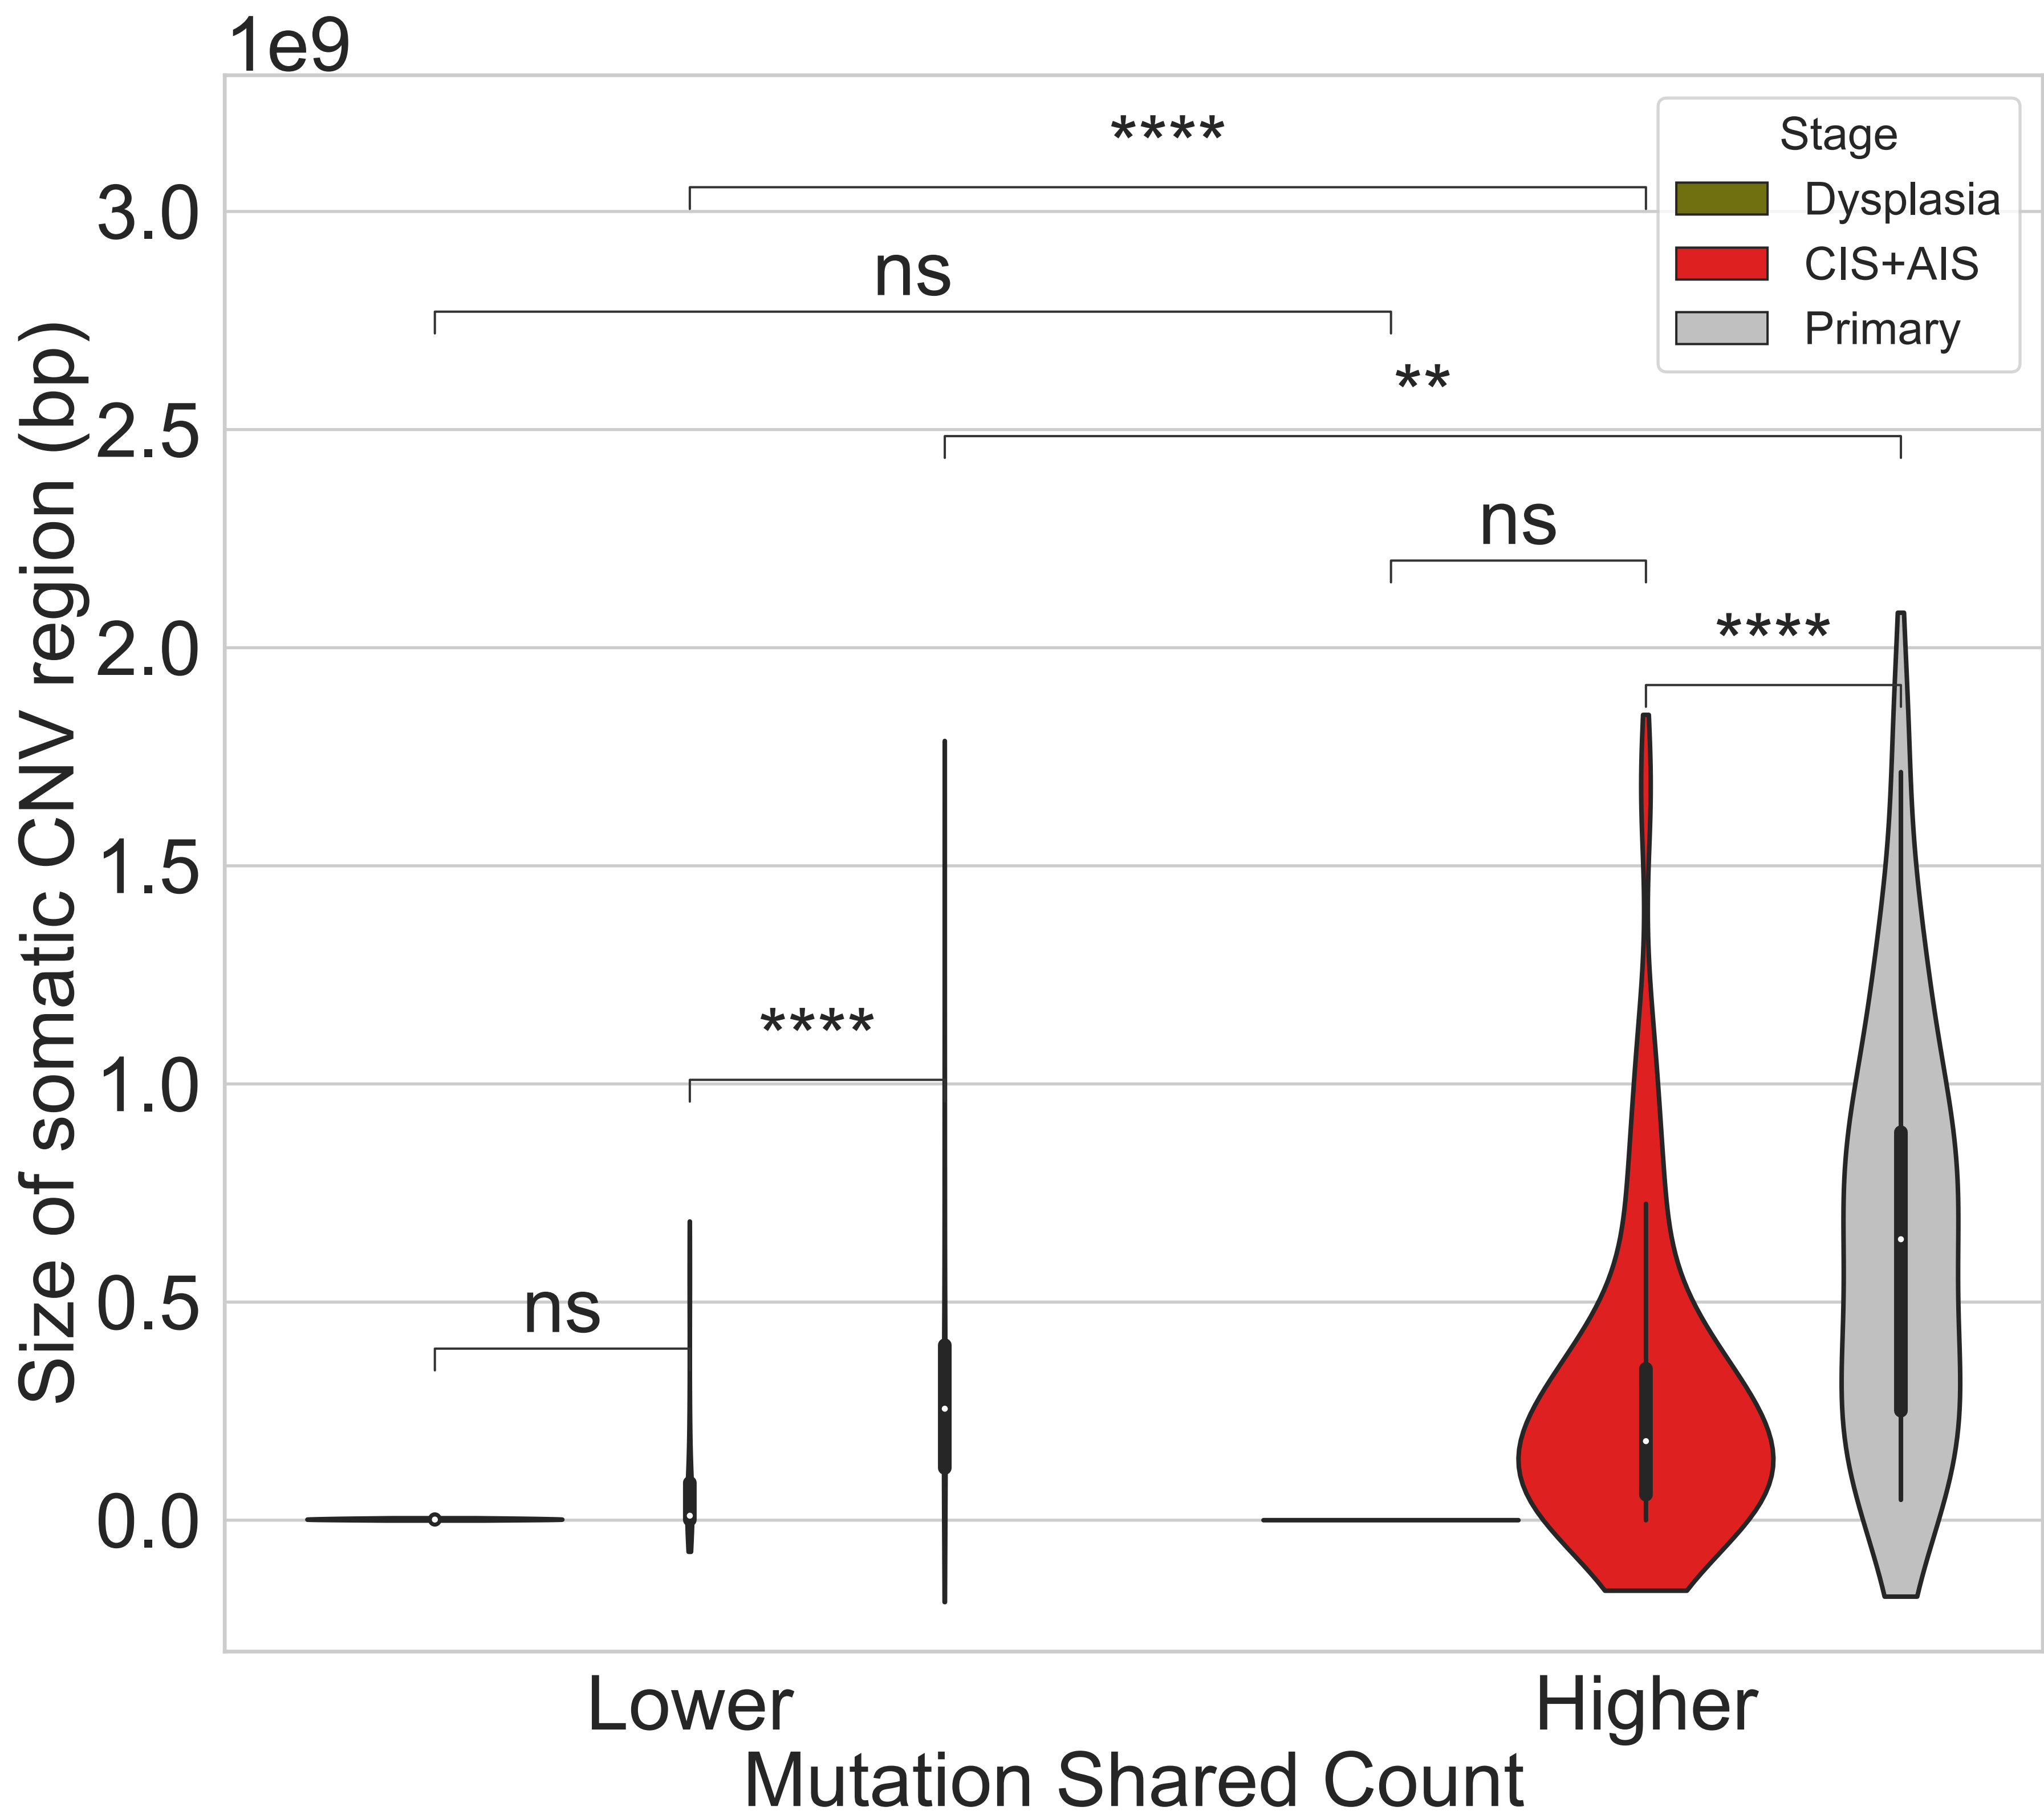 1e9
Size of somatic CNV region (bp)
3.0
2.5
2.0
1.5
1.0
0.5
0.0
****
ns
**
ns
****
****
ns
Stage
Dysplasia
CIS+AIS
Primary
Lower
Higher
Mutation Shared Count